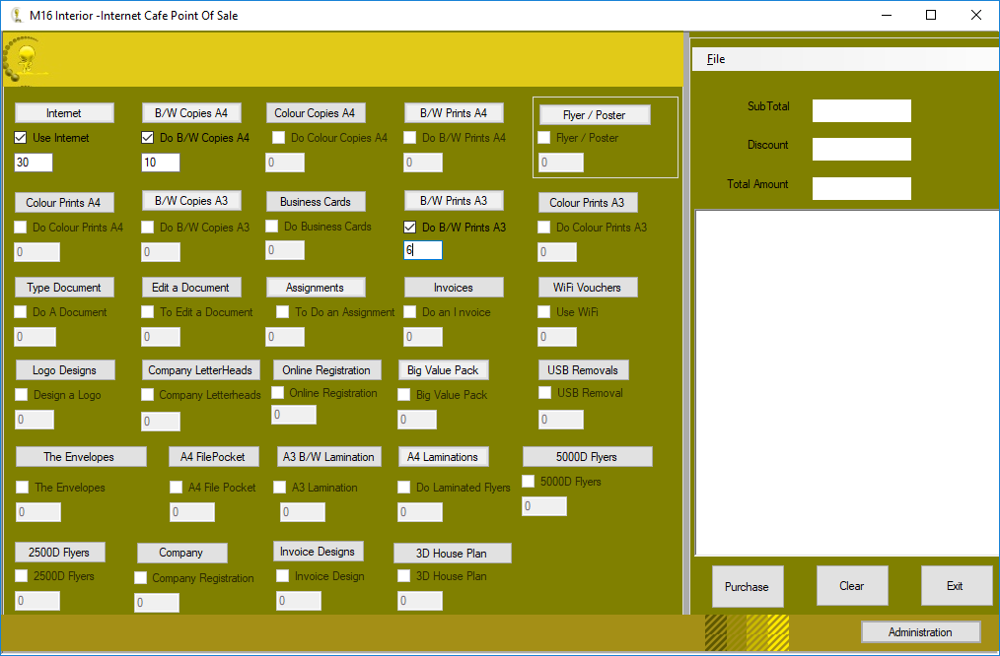 M16 Interior -Internet Cafe Point Of Sale
File
Internet
B/W Copies A4
Colour Copies A4
B/W Prints A4
Flyer / Poster
Use Internet
Do B/W Copies A4
Do Colour Copies A4
Do B/W Prints A4
Flyer / Poster
30
10
0
0
0
Colour Prints A4
B/W Copies A3
Business Cards
B/W Prints A3
Colour Prints A3
Do Colour Prints A4
Do B/W Copies A3
Do Business Cards
Do B/W Prints A3
Do Colour Prints A3
0
0
0
6
0
Type Document
Edit a Document
Assignments
Invoices
WiFi Vouchers
Do A Document
To Edit a Document
To Do an Assignment
Do an I nvoice
Use WiFi
0
0
0
0
0
Logo Designs
Company LetterHeads
Online Registration
Big Value Pack
USB Removals
Design a Logo
Company Letterheads
Online Registration
Big Value Pack
USB Removal
0
0
0
0
0
The Envelopes
A4 FilePocket
A3 B/W Lamination
A4 Laminations
5000D Flyers
The Envelopes
A4 File Pocket
A3 Lamination
Do Laminated Flyers
5000D Flyers
0
0
0
0
0
2500D Flyers
Company
Invoice Designs
3D House Plan
2500D Flyers
Company Registration
Invoice Design
3D House Plan
0
0
0
0
SubTotal
Discount
Total Amount
Purchase
Clear
Exit
Administration